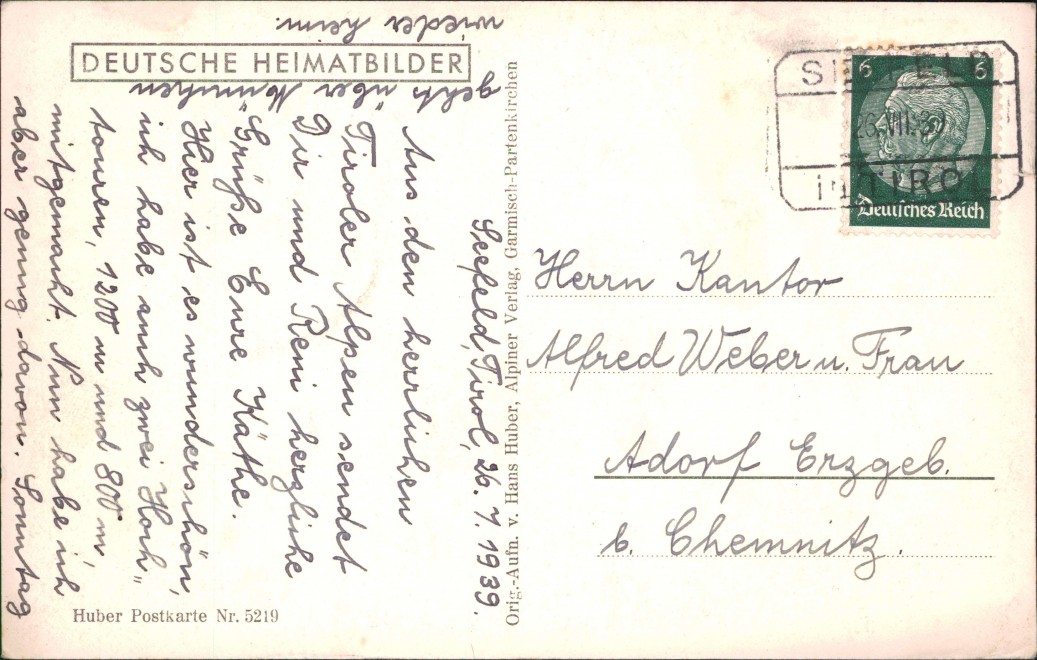 DEUTSCHE HEIMATBILDER
Seefeld, Tirol, 26. 7. 1939.
Aus den herrlichen
Tiroler Alpen sendet
Dir und Reni herzliche
Grüße Eure Käthe.
Hier ist es wunderschön,
ich habe auch zwei „Hoch„
touren, 1200 m und 800 m,
mitgemacht. Nun habe ich
aber genug davon. Sonntag
gehts über München
wieder heim.
Huber Postkarte Nr. 5219
Orig.-Aufn. v. Hans Huber, Alpiner Verlag, Garmisch-Partenkirchen
6 6
Deutsches Reich
in TIROL
Herrn Kantor
Alfred Weber u. Frau
Adorf Erzgeb.
b. Chemnitz.